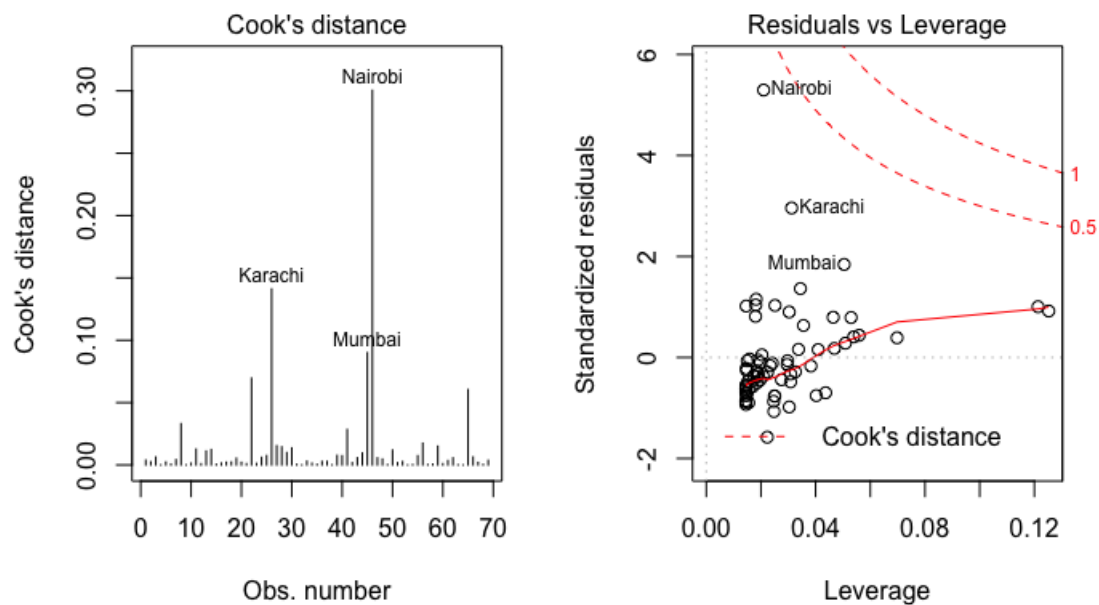 Cook's distance
Cook's distance
0.00
0.10
0.20
0.30
Nairobi
Karachi
Mumbai
0 10 20 30 40 50 60 70
Obs. number
Residuals vs Leverage
Standardized residuals
6
4
2
0
-2
Nairobi
Karachi
Mumbai
1
0.5
Cook's distance
0.00 0.04 0.08 0.12
Leverage